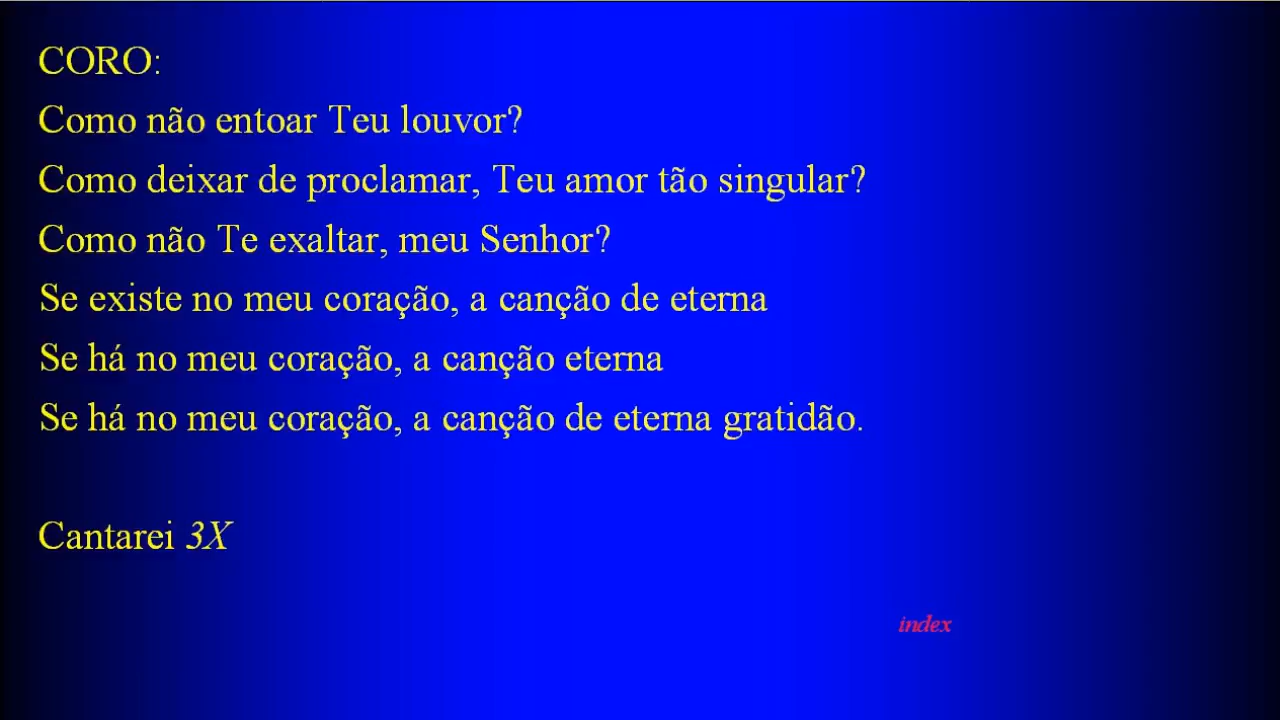 CORO:
Como não entoar Teu louvor?
Como deixar de proclamar, Teu amor tão singular?
Como não Te exaltar, meu Senhor?
Se existe no meu coração, a canção de eterna
Se há no meu coração, a canção eterna
Se há no meu coração, a canção de eterna gratidão.
Cantarei 3X
index